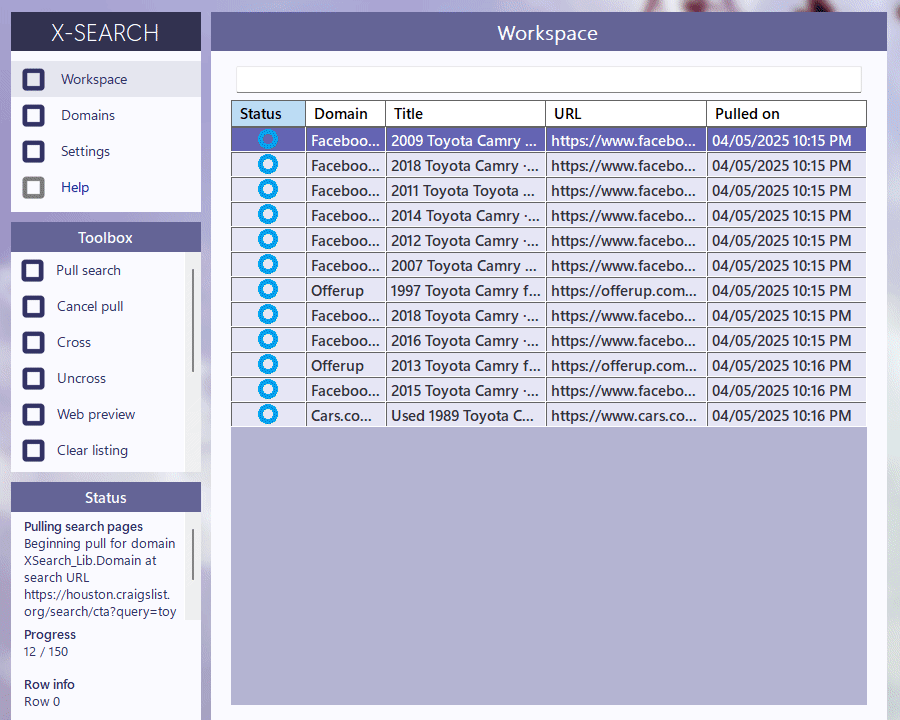 X-SEARCH
Workspace
Domains
Settings
Help
Toolbox
Pull search
Cancel pull
Cross
Uncross
Web preview
Clear listing
Status
Pulling search pages
Beginning pull for domain
XSearch_Lib.Domain at
search URL
https://houston.craigslist.
org/search/cta?query=toy
Progress
12 / 150
Row info
Row 0
Workspace
Status Domain Title URL Pulled on
Faceboo... 2009 Toyota Camry ... https://www.facebo... 04/05/2025 10:15 PM
Faceboo... 2018 Toyota Camry ·... https://www.facebo... 04/05/2025 10:15 PM
Faceboo... 2011 Toyota Toyota ... https://www.facebo... 04/05/2025 10:15 PM
Faceboo... 2014 Toyota Camry ·... https://www.facebo... 04/05/2025 10:15 PM
Faceboo... 2012 Toyota Camry ·... https://www.facebo... 04/05/2025 10:15 PM
Faceboo... 2007 Toyota Camry ... https://www.facebo... 04/05/2025 10:15 PM
Offerup 1997 Toyota Camry f... https://offerup.com... 04/05/2025 10:15 PM
Faceboo... 2018 Toyota Camry ·... https://www.facebo... 04/05/2025 10:15 PM
Faceboo... 2016 Toyota Camry ·... https://www.facebo... 04/05/2025 10:15 PM
Offerup 2013 Toyota Camry f... https://offerup.com... 04/05/2025 10:16 PM
Faceboo... 2015 Toyota Camry ·... https://www.facebo... 04/05/2025 10:16 PM
Cars.co... Used 1989 Toyota C... https://www.cars.co... 04/05/2025 10:16 PM